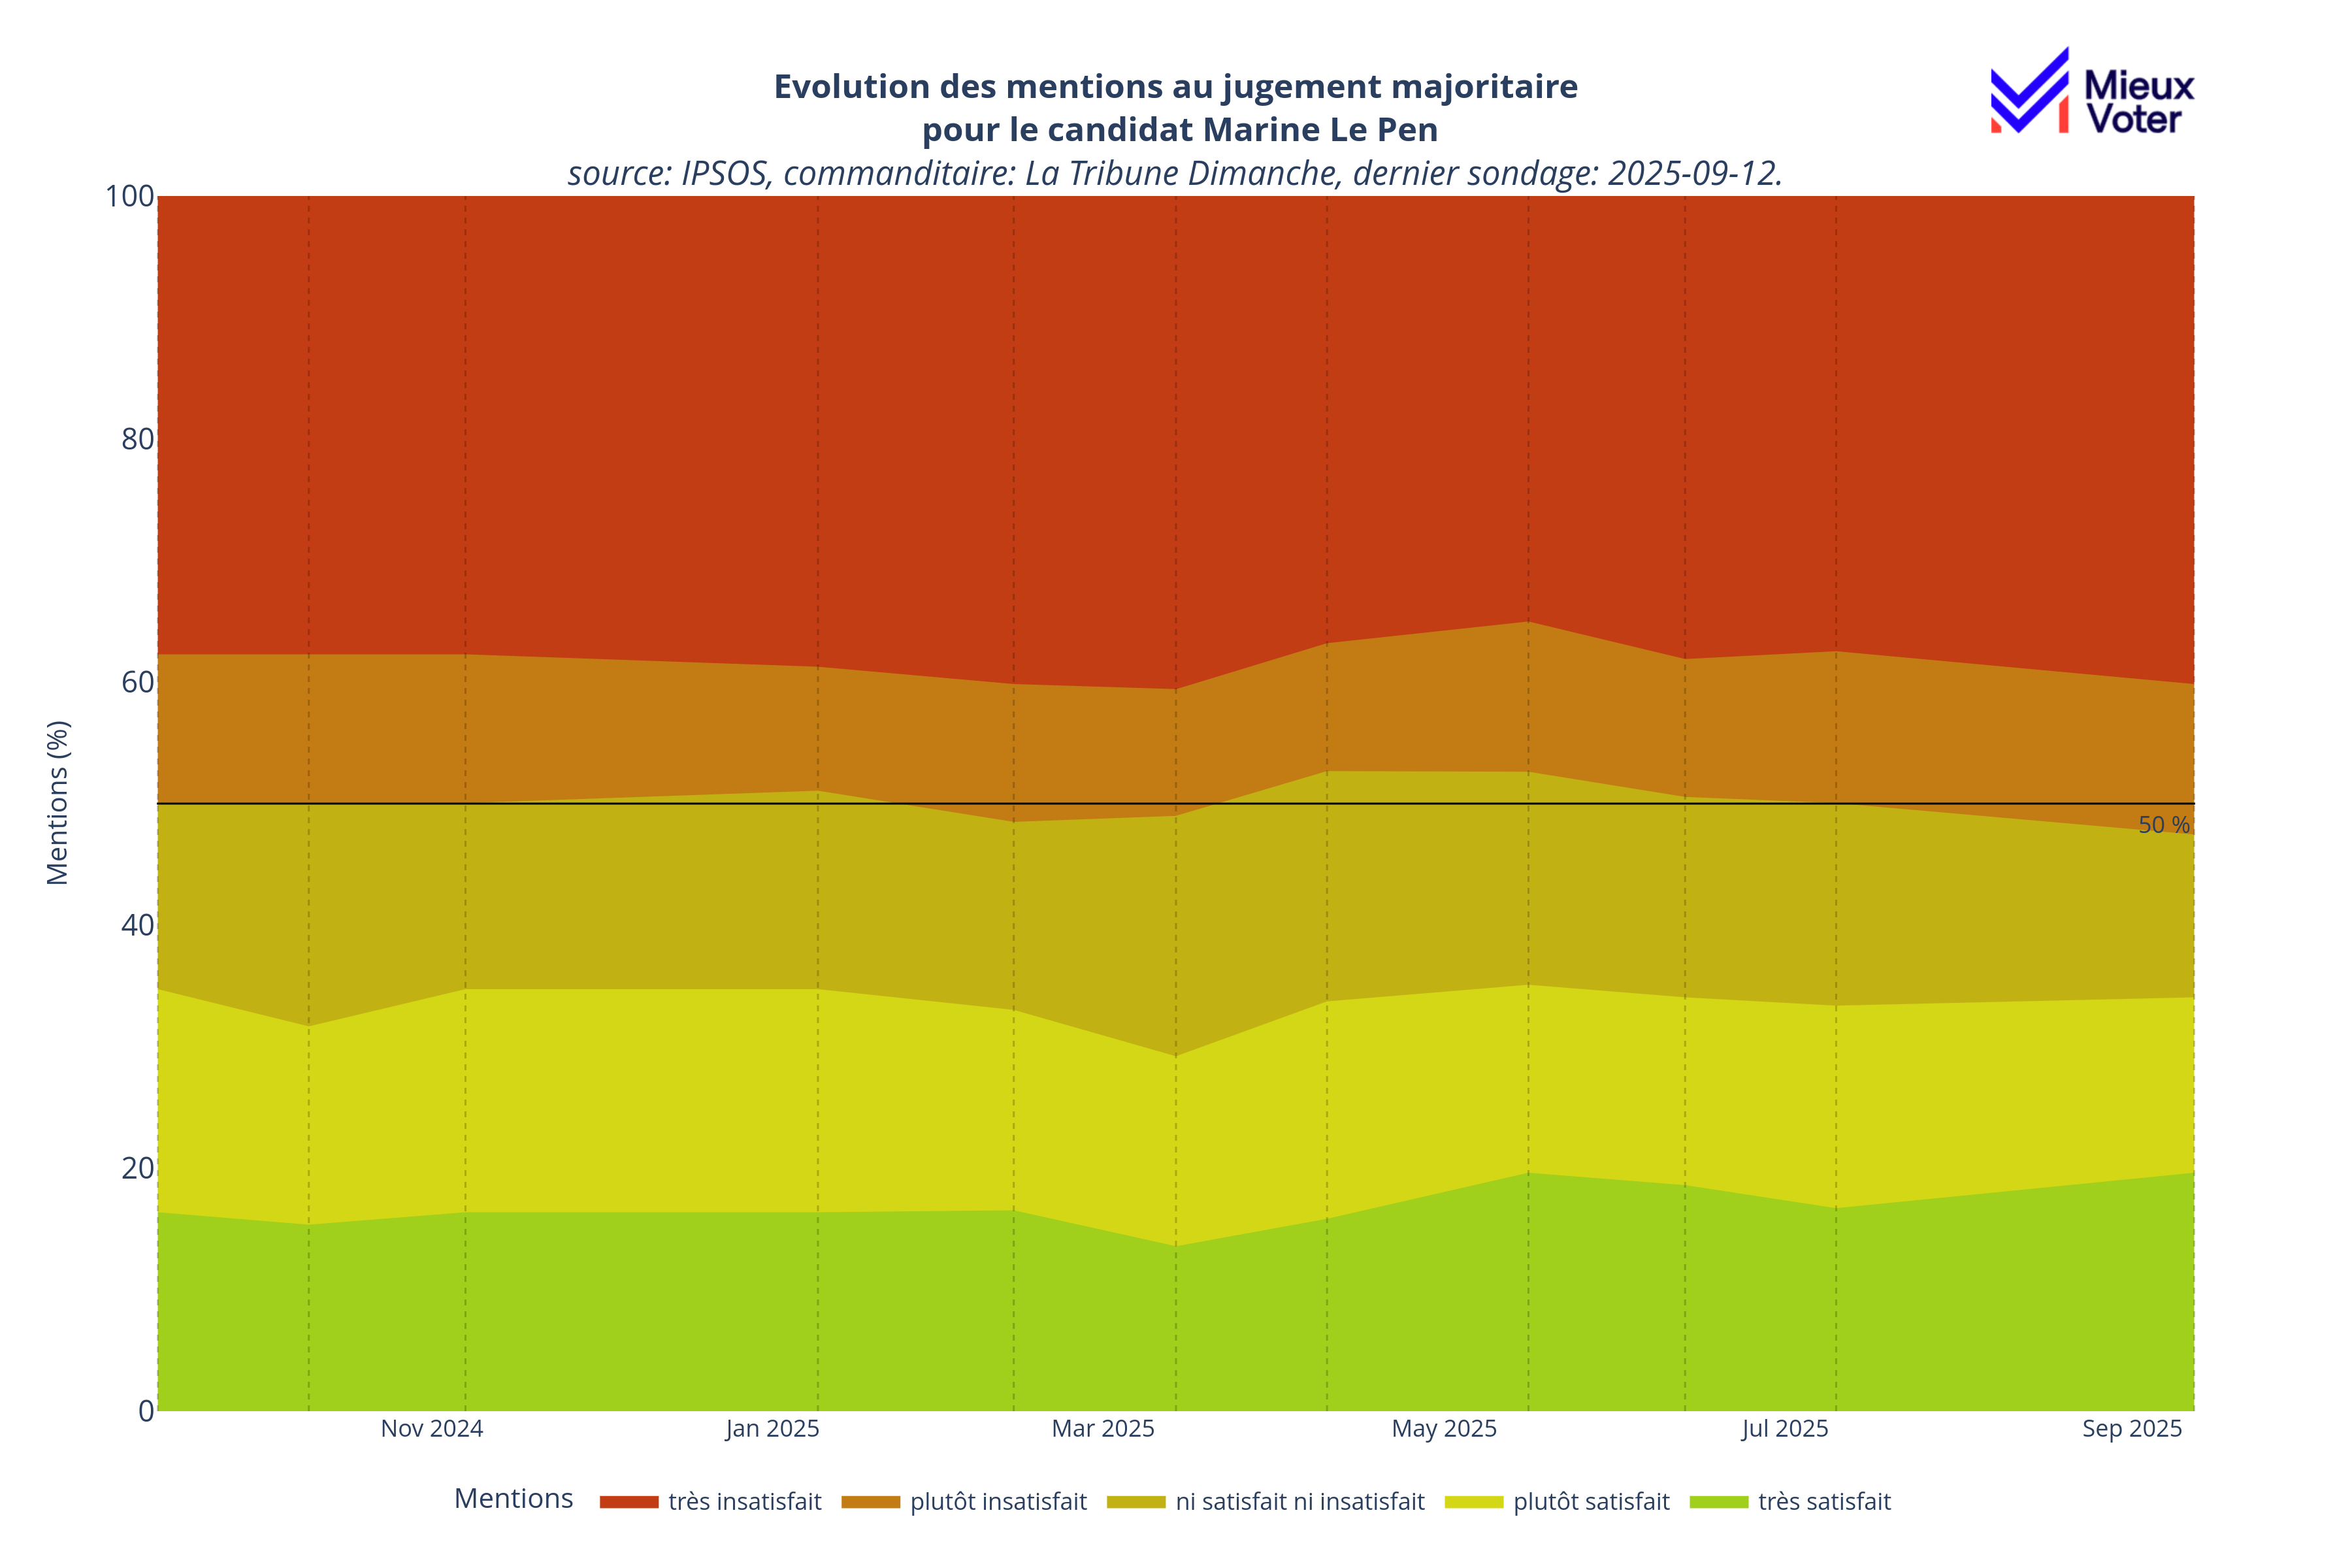 Evolution des mentions au jugement majoritaire
pour le candidat Marine Le Pen
source: IPSOS, commanditaire: La Tribune Dimanche, dernier sondage: 2025-09-12.
Mieux
Voter
Mentions (%)
100
80
60
40
20
0
50 %
Nov 2024
Jan 2025
Mar 2025
May 2025
Jul 2025
Sep 2025
Mentions
très insatisfait
plutôt insatisfait
ni satisfait ni insatisfait
plutôt satisfait
très satisfait